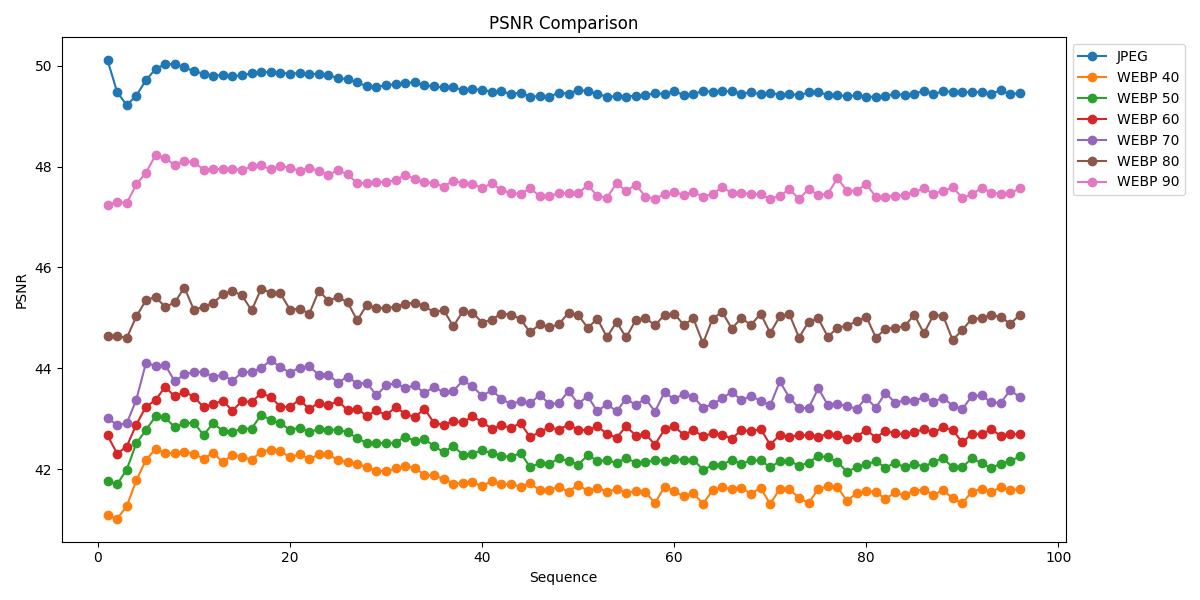 PSNR Comparison
PSNR
50
48
46
44
42
0 20 40 60 80 100
Sequence
JPEG
WEBP 40
WEBP 50
WEBP 60
WEBP 70
WEBP 80
WEBP 90